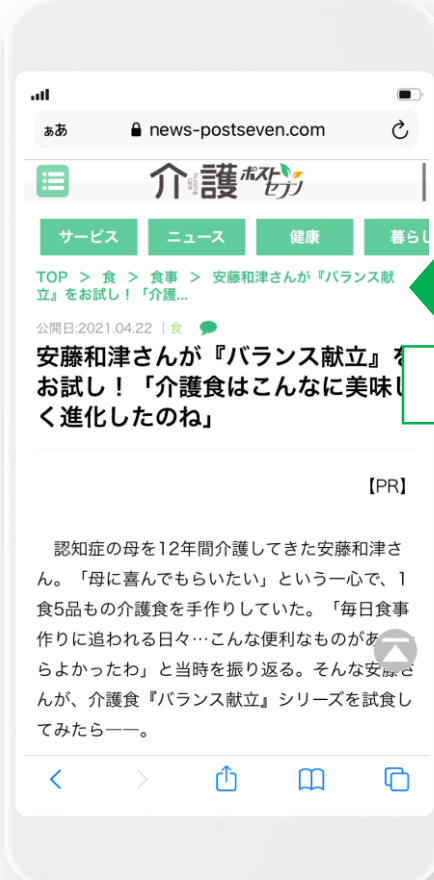 ああ news-postseven.com
介護 ポストセブン
サービス ニュース 健康 暮らし
TOP > 食 > 食事 > 安藤和津さんが『バランス献
立』をお試し！「介護...
公開日:2021.04.22 | 食
安藤和津さんが『バランス献立』を
お試し！「介護食はこんなに美味し
く進化したのね」
【PR】
認知症の母を12年間介護してきた安藤和津さ
ん。「母に喜んでもらいたい」という一心で、1
食5品もの介護食を手作りしていた。「毎日食事
作りに追われる日々…こんな便利なものがあ
らよかったわ」と当時を振り返る。そんな安藤さ
んが、介護食『バランス献立』シリーズを試食し
てみたら――。